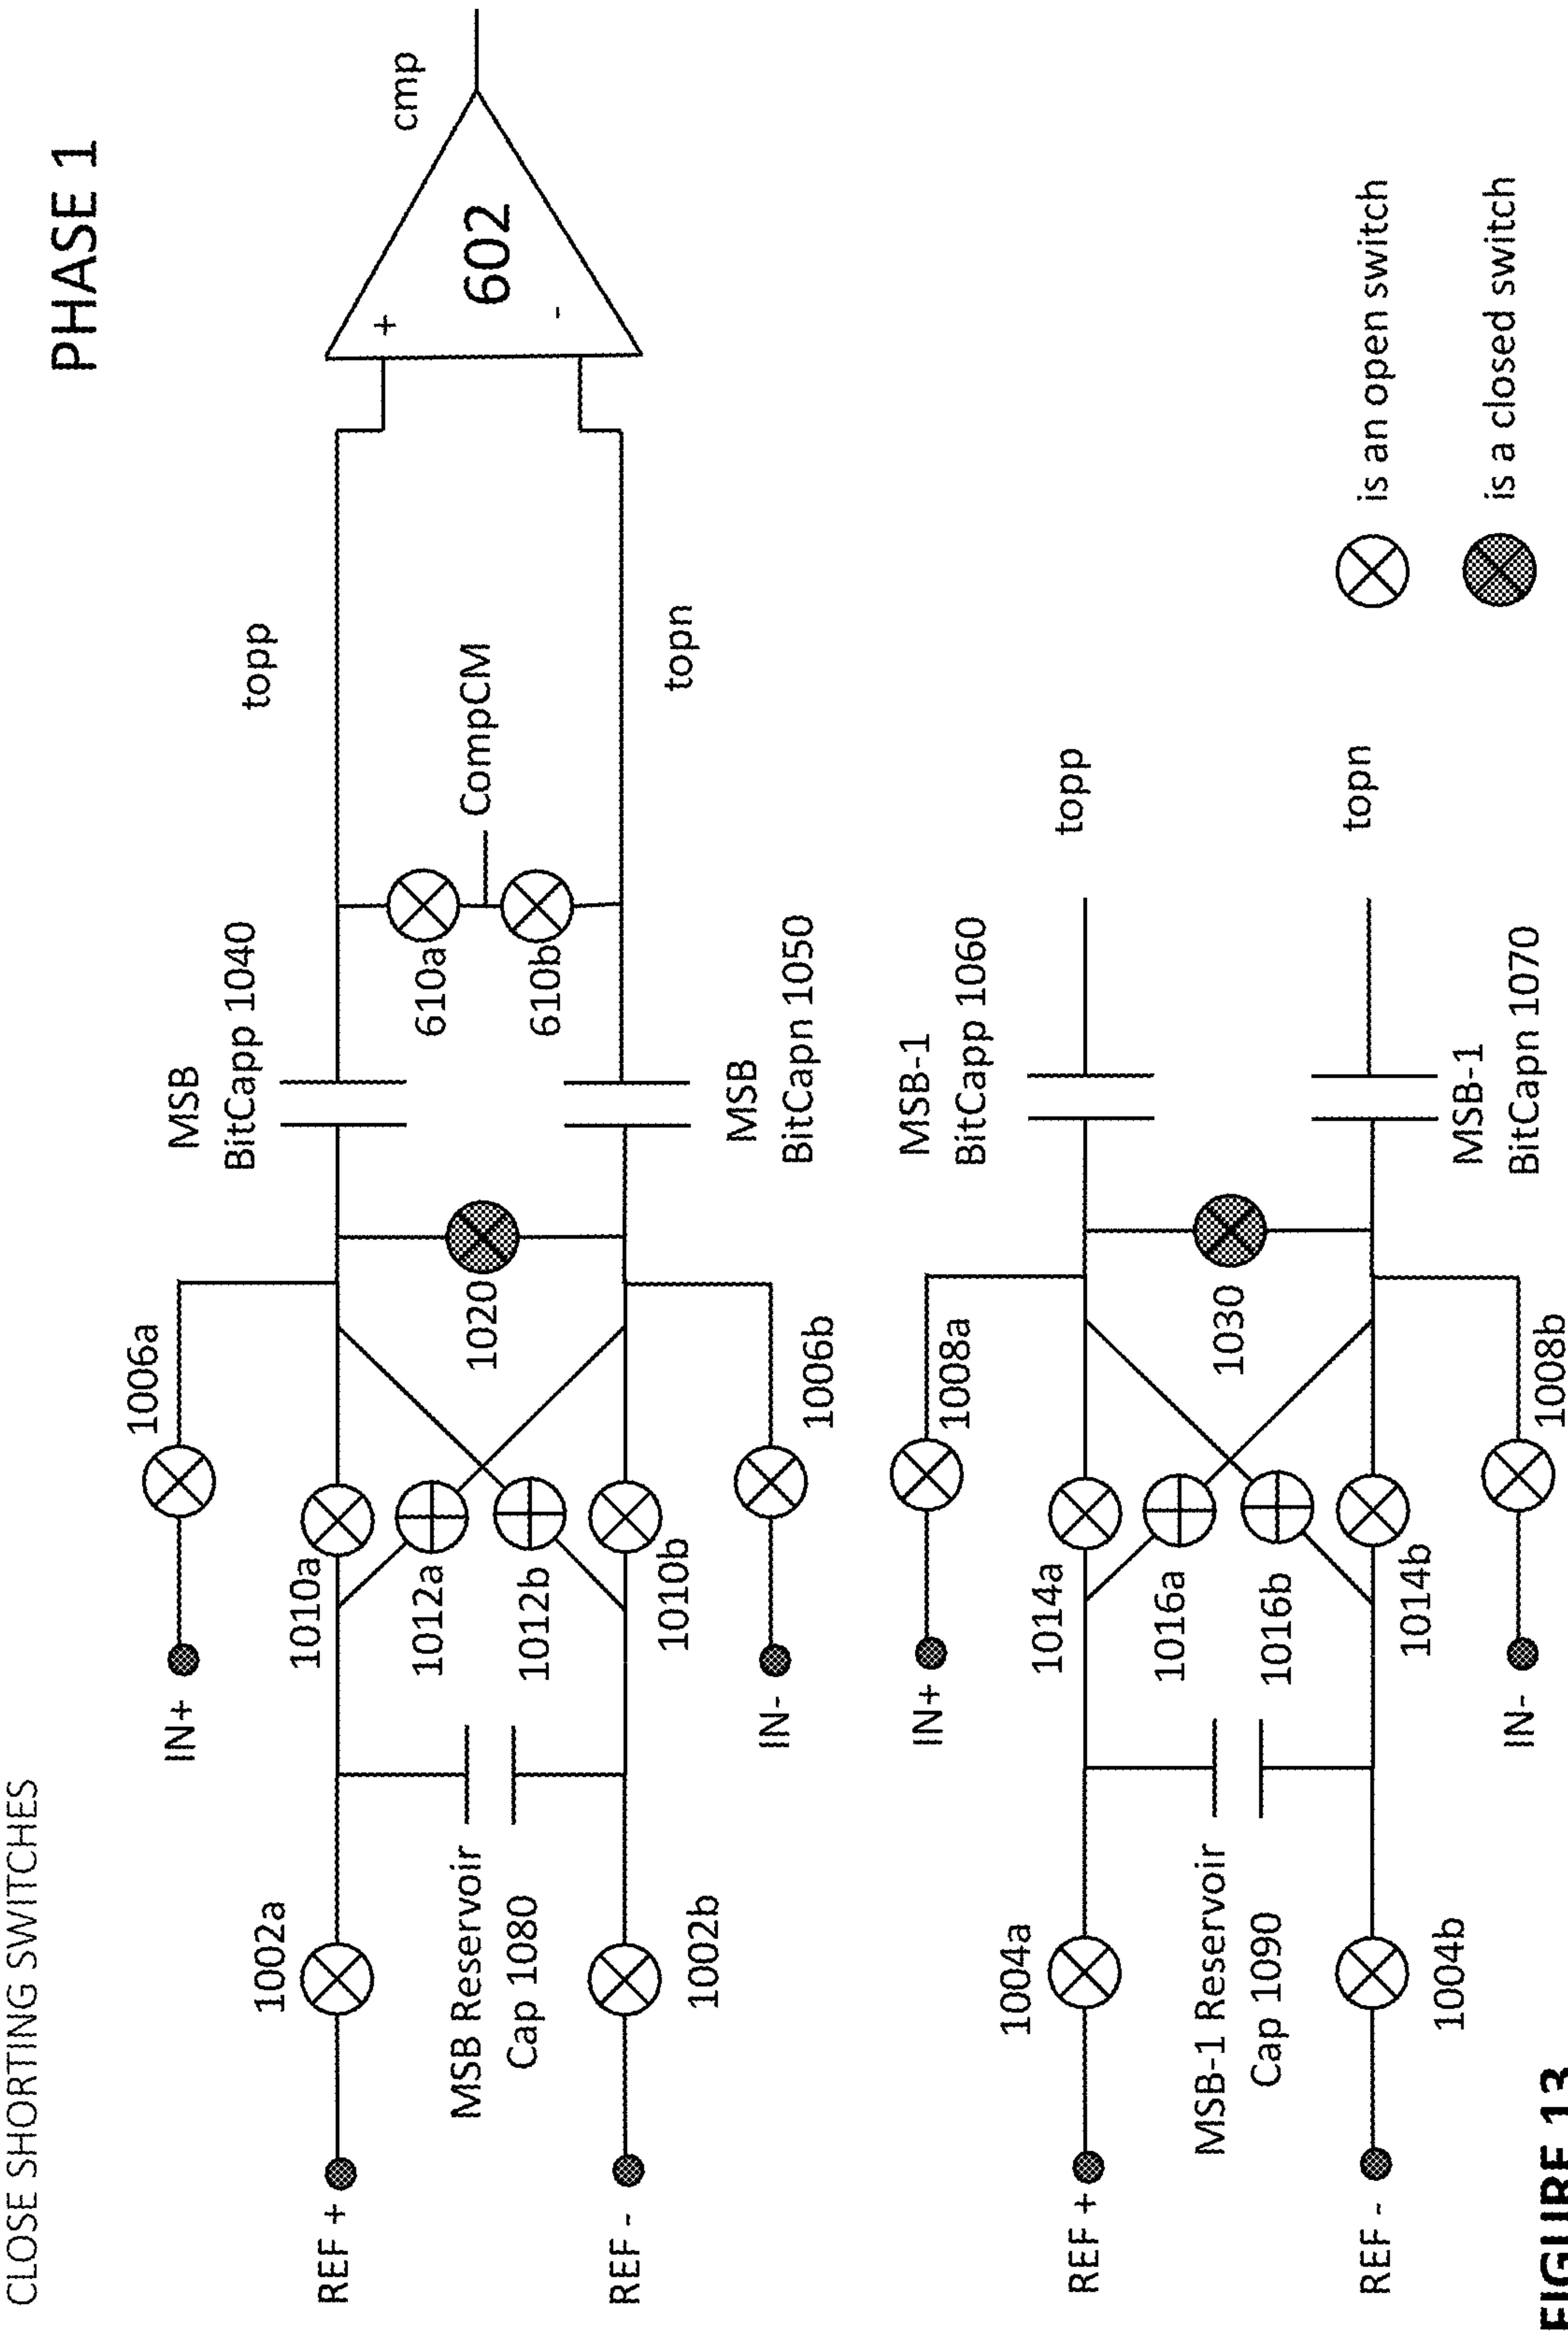 CLOSE SHORTING SWITCHES
PHASE 1
IN+
1006a
MSB
BitCapp 1040
topp
cmp
REF +
1002a
1010a
1012a
1012b
1010b
1020
610a
610b
CompCM
+
-
602
MSB Reservoir
Cap 1080
REF -
1002b
1006b
IN-
MSB
BitCapn 1050
topn
IN+
1008a
MSB-1
BitCapp 1060
topp
REF +
1004a
1014a
1016a
1016b
1014b
1030
MSB-1 Reservoir
Cap 1090
REF -
1004b
1008b
IN-
MSB-1
BitCapn 1070
topn
is an open switch
is a closed switch
FIGURE 13